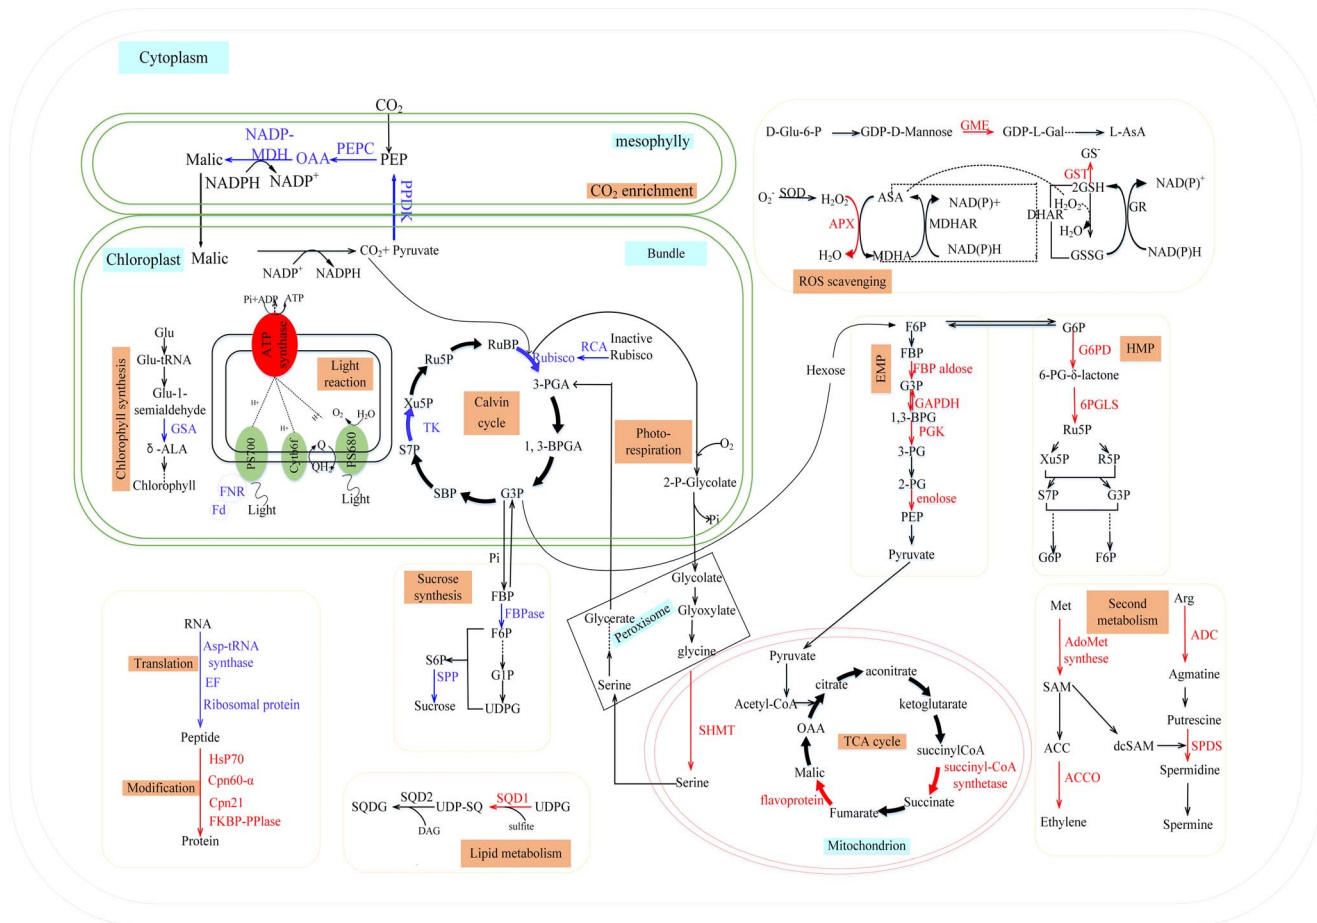 Cytoplasm
CO₂
NADP-
MDH
PEPC
Malic
OAA
PEP
NADPH
NADP⁺
mesophylly
CO₂ enrichment
PPDK
Chloroplast
Malic
NADP⁺
NADPH
CO₂+ Pyruvate
Bundle
Chlorophyll synthesis
Glu
Glu-tRNA
Glu-1-
semialdehyde
GSA
δ -ALA
Chlorophyll
Pi+ADP
ATP
ATP
synthase
Light
reaction
H⁺
H⁺
H⁺
O₂
H₂O
PS700
Cytb6f
Q
QH₂
PS680
FNR
Fd
Light
Light
RuBP
Rubisco
RCA
Inactive
Rubisco
Ru5P
3-PGA
Xu5P
Calvin
cycle
TK
1, 3-BPGA
S7P
SBP
G3P
Photo-
respiration
O₂
2-P-Glycolate
Pi
D-Glu-6-P
GDP-D-Mannose
GME
GDP-L-Gal
L-AsA
GS⁻
GST
2GSH
NAD(P)⁺
O₂⁻
SOD
H₂O₂
ASA
NAD(P)+
H₂O₂
DHAR
GR
APX
MDHAR
H₂O
H₂O
MDHA
NAD(P)H
GSSG
NAD(P)H
ROS scavenging
Hexose
EMP
F6P
FBP
FBP aldose
G3P
GAPDH
1,3-BPG
PGK
3-PG
2-PG
enolose
PEP
Pyruvate
G6P
HMP
G6PD
6-PG-δ-lactone
6PGLS
Ru5P
Xu5P
R5P
S7P
G3P
G6P
F6P
Pi
Sucrose
synthesis
FBP
FBPase
F6P
S6P
SPP
G1P
Sucrose
UDPG
Glycolate
Glycerate
Peroxisome
Glyoxylate
glycine
Serine
SHMT
Serine
Pyruvate
Acetyl-CoA
citrate
aconitrate
ketoglutarate
OAA
TCA cycle
succinylCoA
succinyl-CoA
synthetase
Malic
flavoprotein
Fumarate
Succinate
Mitochondrion
RNA
Translation
Asp-tRNA
synthase
EF
Ribosomal protein
Peptide
Modification
HsP70
Cpn60-α
Cpn21
FKBP-PPlase
Protein
SQDG
SQD2
UDP-SQ
SQD1
UDPG
DAG
sulfite
Lipid metabolism
Met
Second
metabolism
Arg
AdoMet
synthese
ADC
SAM
Agmatine
Putrescine
ACC
dcSAM
SPDS
Spermidine
ACCO
Ethylene
Spermine